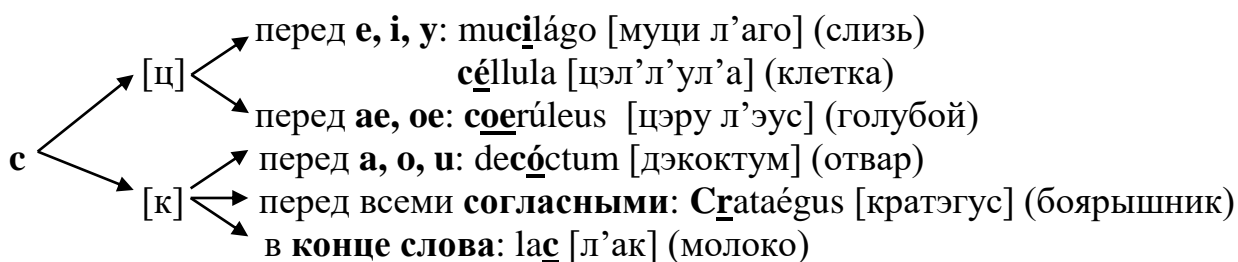 перед e, i, y: mucilágo [муци л’аго] (слизь)
[ц] céllula [цэл’л’ул’а] (клетка)
перед ae, oe: coerúleus [цэру л’эус] (голубой)
c перед a, o, u: decóctum [дэкоктум] (отвар)
[к] перед всеми согласными: Crataégus [кратэгус] (боярышник)
в конце слова: lac [л’ак] (молоко)